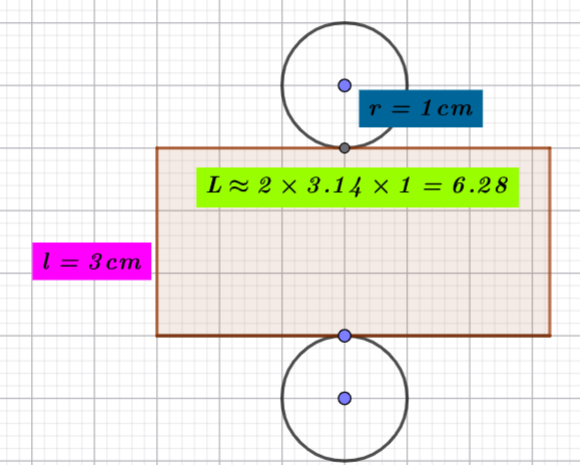 r = 1cm
L ≈ 2 × 3.14 × 1 = 6.28
l = 3cm